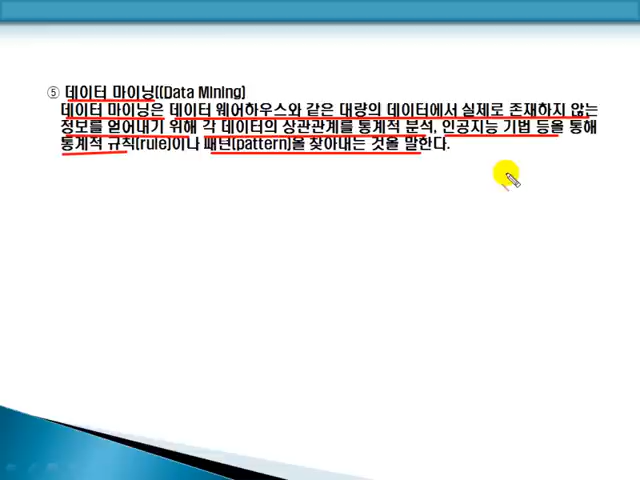 ⑤ 데이터 마이닝((Data Mining)
데이터 마이닝은 데이터 웨어하우스와 같은 대량의 데이터에서 실제로 존재하지 않는
정보를 얻어내기 위해 각 데이터의 상관관계를 통계적 분석, 인공지능 기법 등을 통해
통계적 규칙(rule)이나 패턴(pattern)을 찾아내는 것을 말한다.